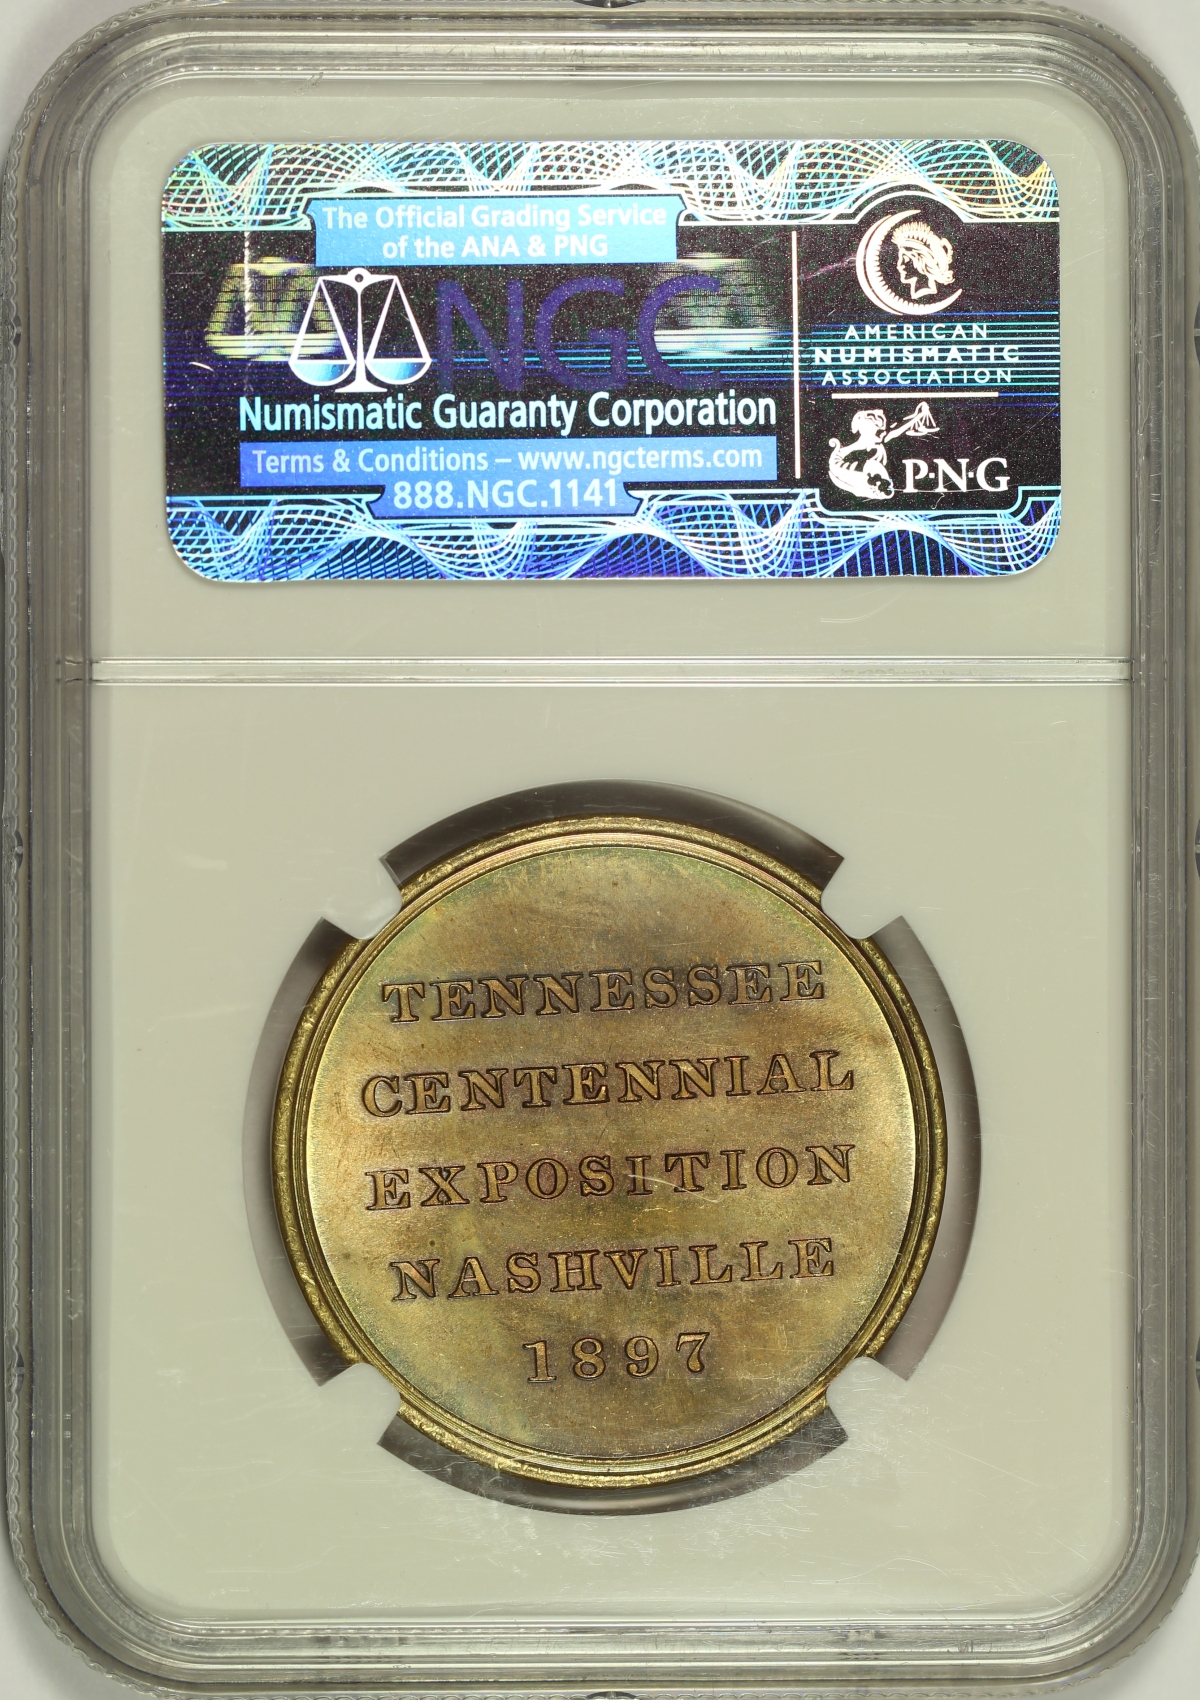 The Official Grading Service
of the ANA & PNG
NGC
Numismatic Guaranty Corporation
Terms & Conditions – www.ngcterms.com
888.NGC.1141
AMERICAN
NUMISMATIC
ASSOCIATION
P·N·G
TENNESSEE
CENTENNIAL
EXPOSITION
NASHVILLE
1897